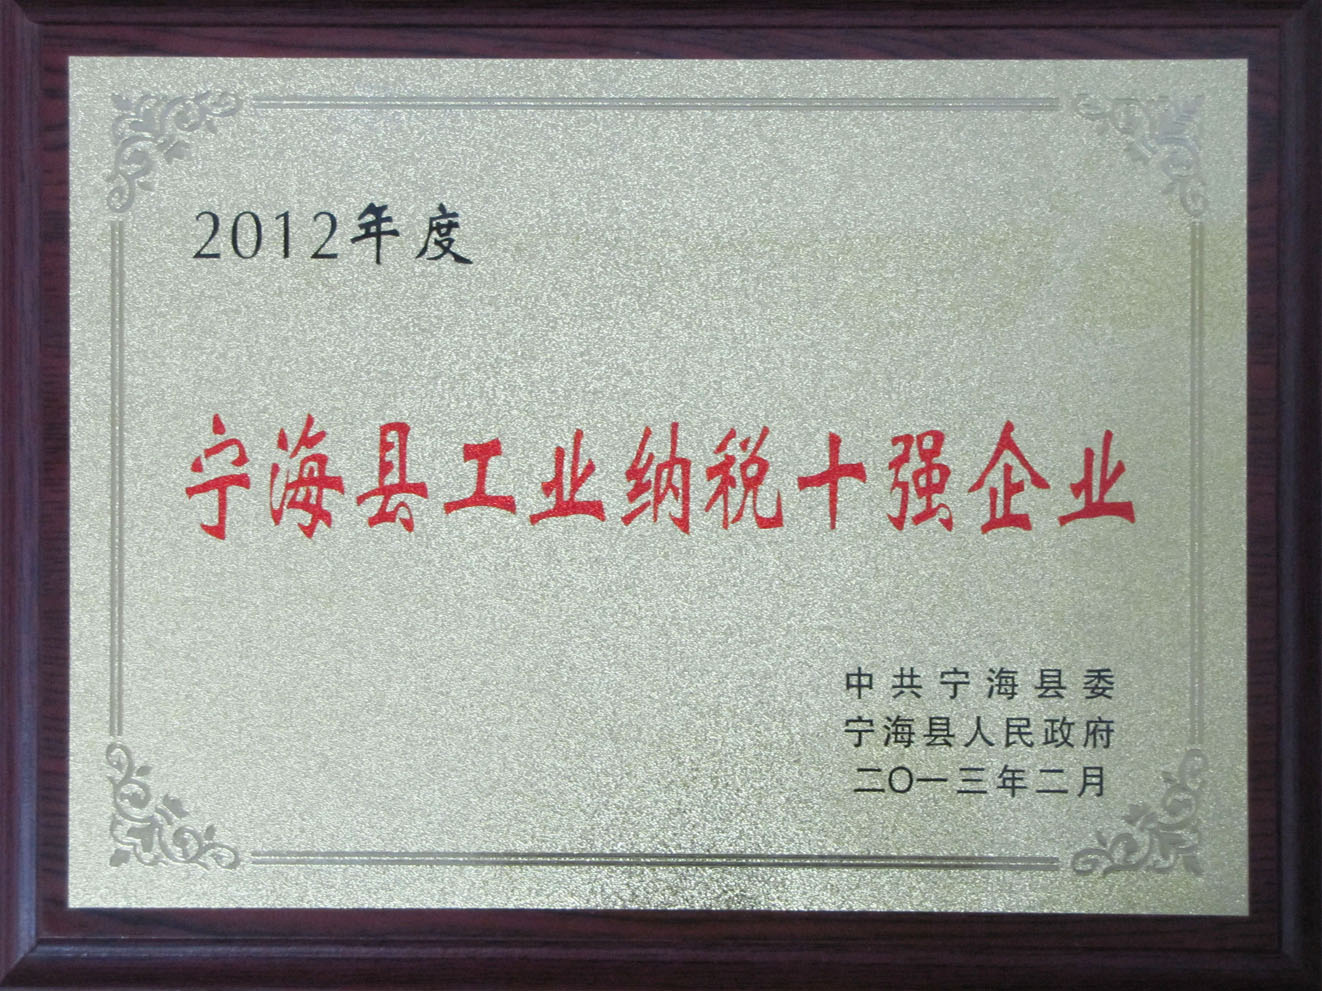 2012年度
宁海县工业纳税十强企业
中共宁海县委
宁海县人民政府
二〇一三年二月